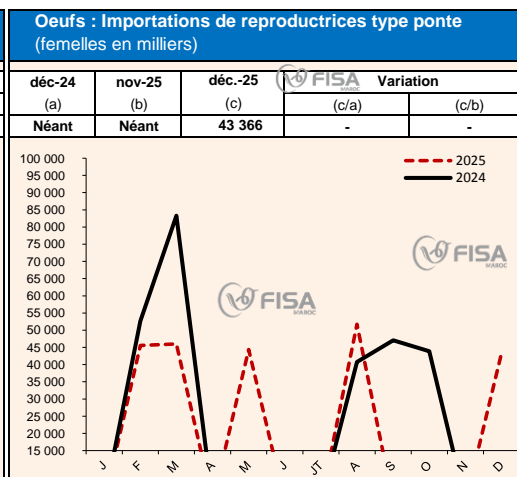 Oeufs : Importations de reproductrices type ponte
(femelles en milliers)
déc-24 nov-25 déc.-25 Variation
FISA
MAROC
(a) (b) (c) (c/a) (c/b)
Néant Néant 43 366 - -
100 000
95 000
90 000
85 000
80 000
75 000
70 000
65 000
60 000
55 000
50 000
45 000
40 000
35 000
30 000
25 000
20 000
15 000
2025
2024
FISA
MAROC
FISA
MAROC
J F M A M J JT A S O N D